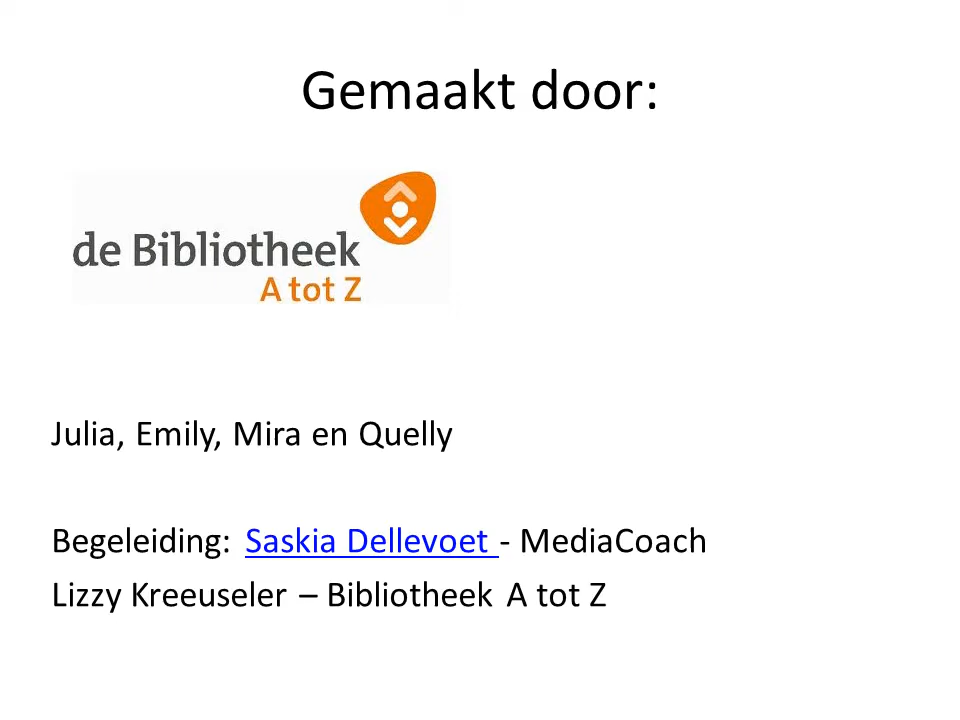 Gemaakt door:
de Bibliotheek
A tot Z
Julia, Emily, Mira en Quelly
Begeleiding: Saskia Dellevoet - MediaCoach
Lizzy Kreeuseler – Bibliotheek A tot Z